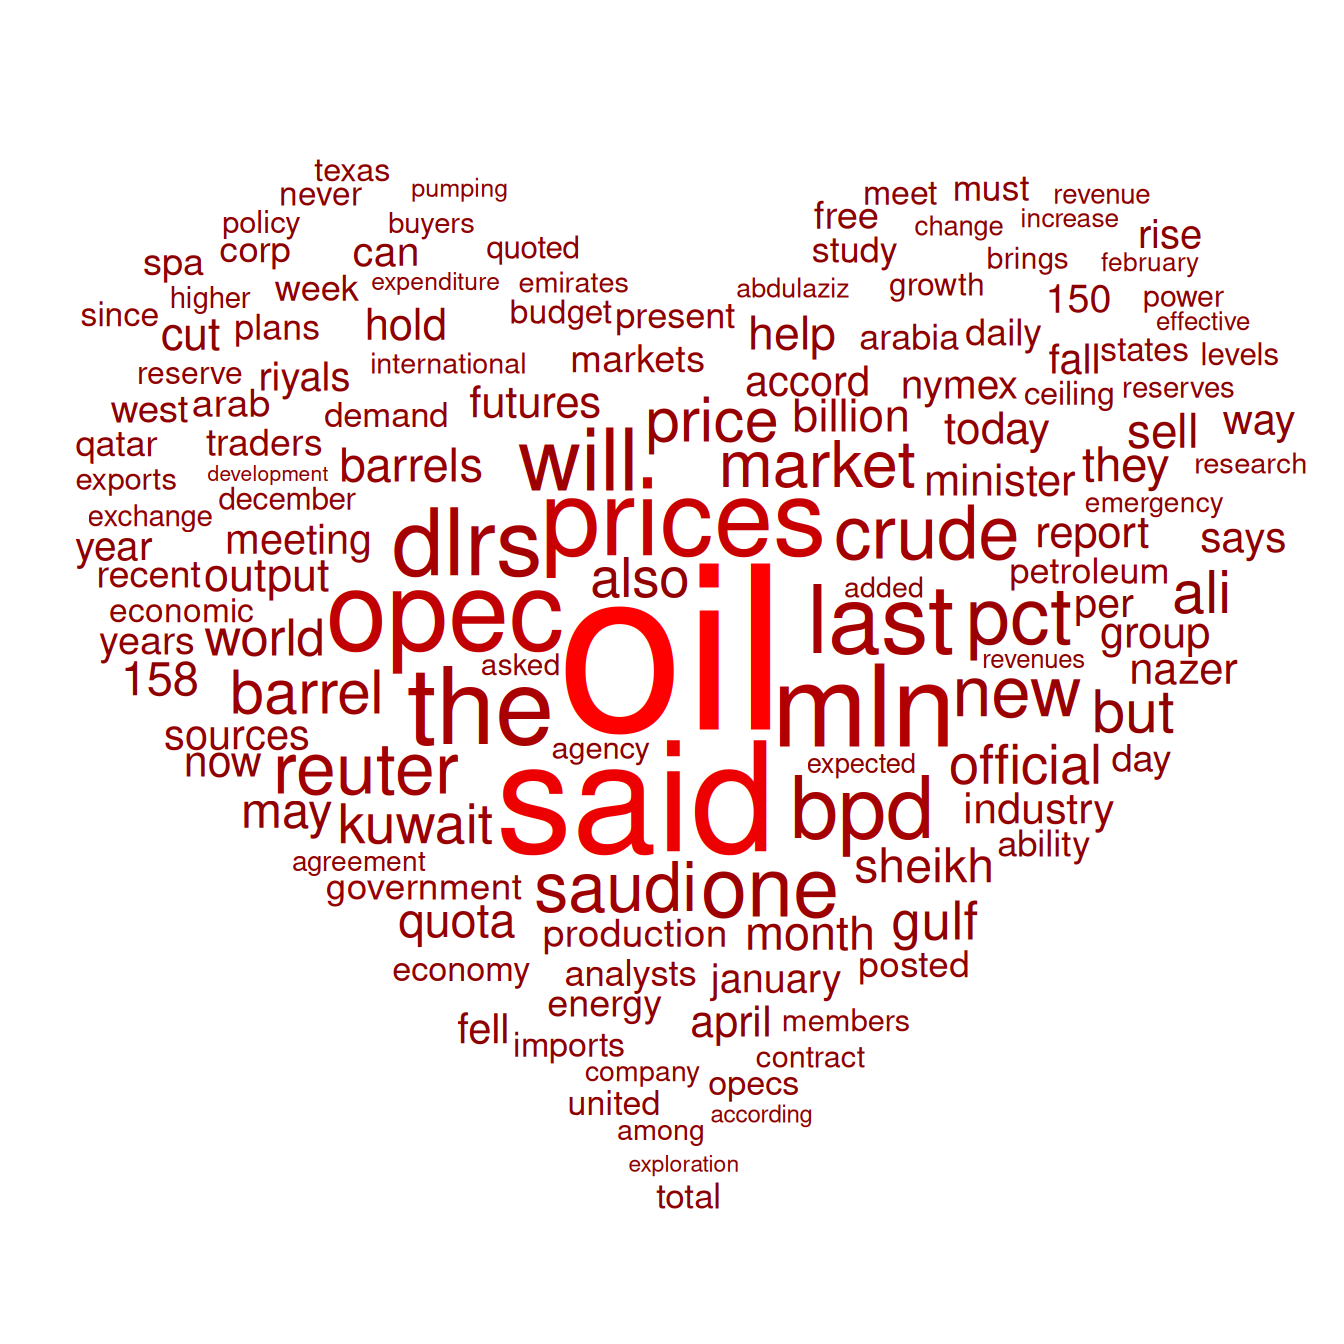 texas
never pumping meet must revenue
policy buyers free change increase
spa corp can quoted study brings rise
since higher week expenditure emirates abdulaziz growth 150 february power
cut plans hold budget present help arabia daily effective
reserve riyals international markets accord nymex fall states levels
west arab demand futures price billion ceiling reserves
qatar traders barrels will market today sell way
exports development prices minister they research
exchange december dlrs crude report emergency
year meeting also says
recent output opec oil added petroleum
economic last pct per ali
years world asked revenues group
158 barrel the mln new nazer
sources agency but
now reuter said expected official day
may kuwait bpd industry
agreement sheikh ability
government saudi one
quota production month gulf
economy analysts january posted
energy
fell imports april members
company contract
united opecs
among according
exploration
total